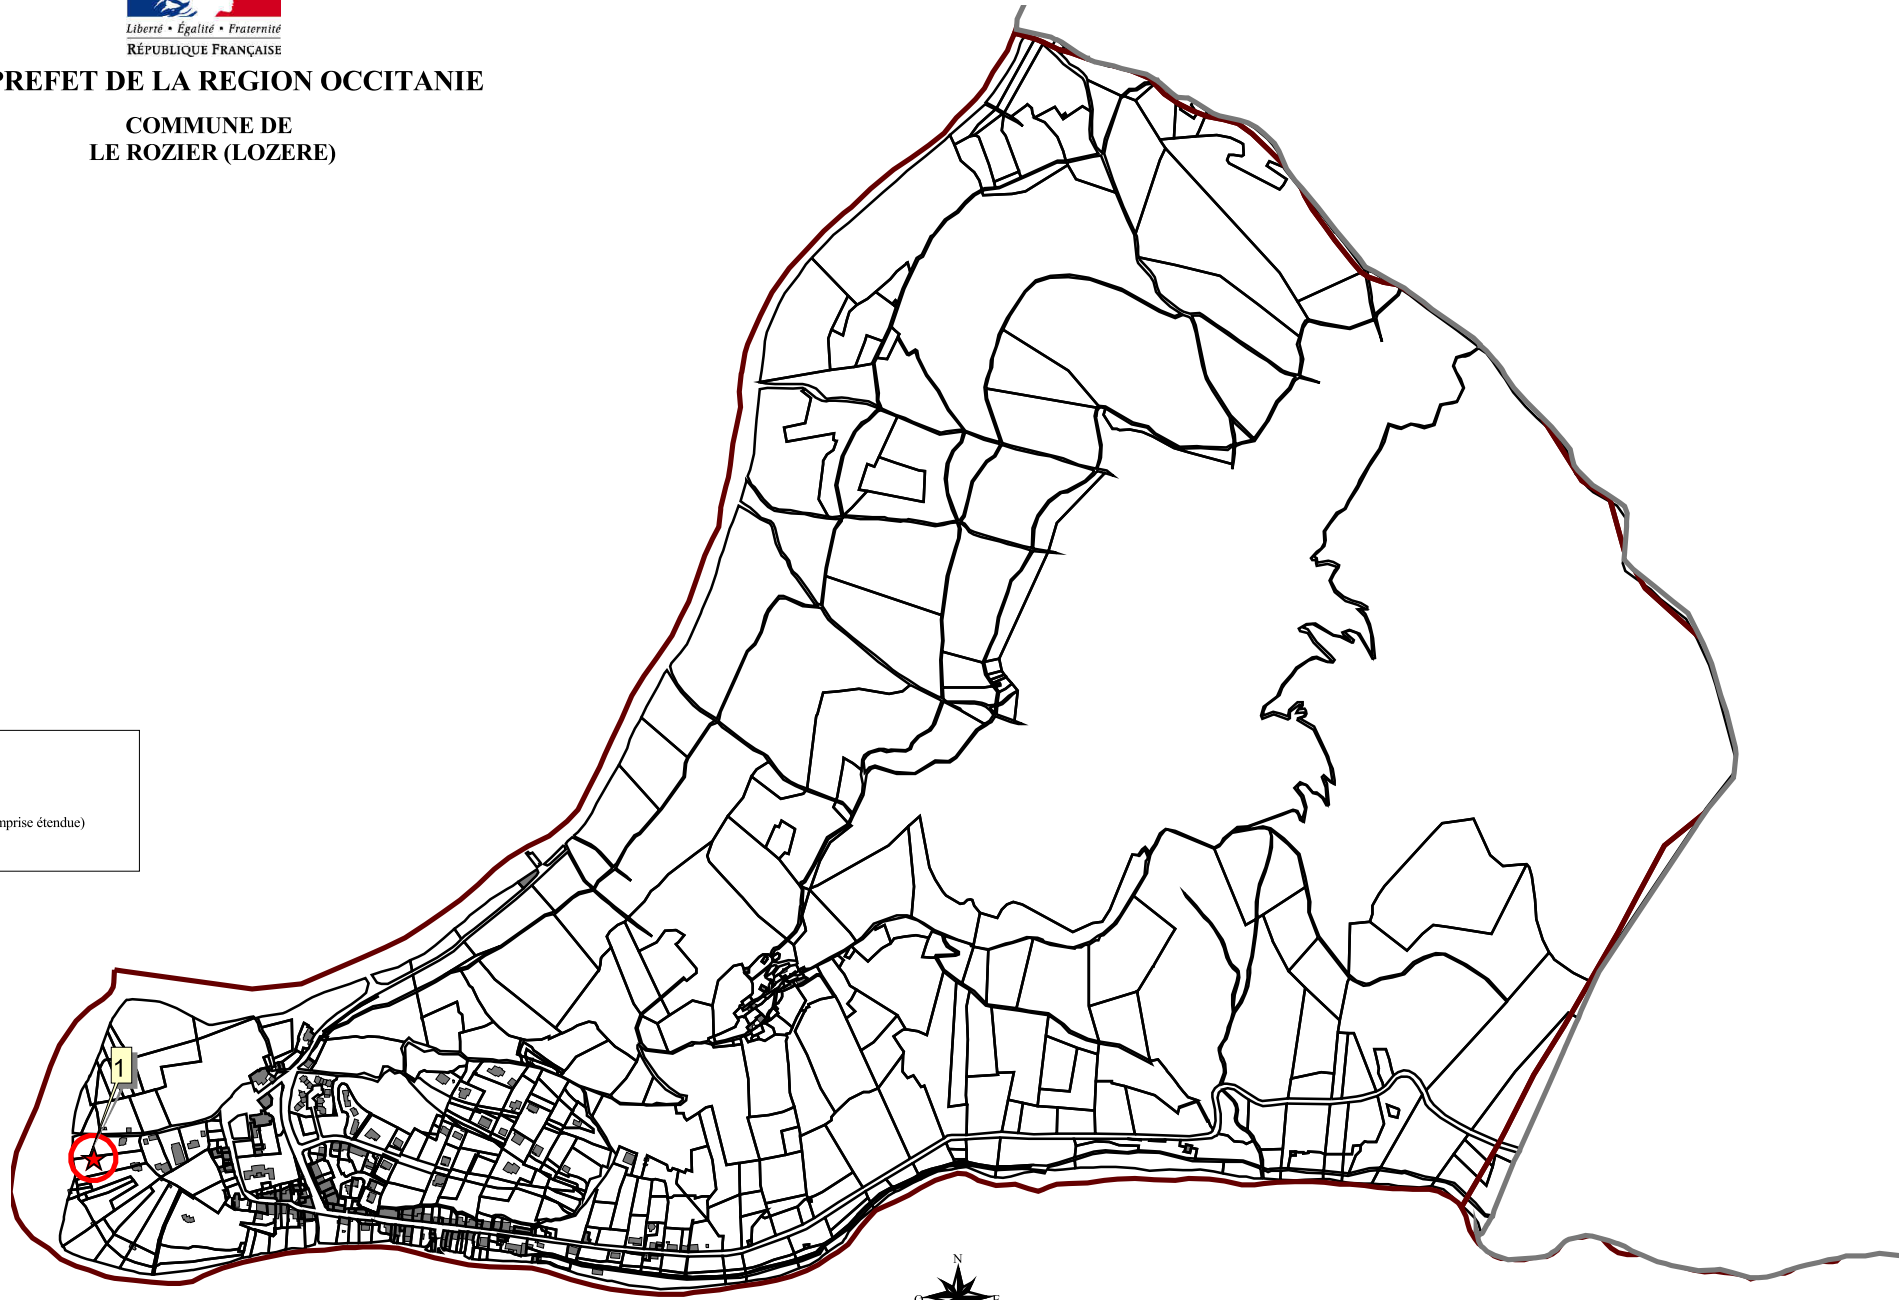 Liberté • Égalité • Fraternité
RÉPUBLIQUE FRANÇAISE
PREFET DE LA REGION OCCITANIE
COMMUNE DE
LE ROZIER (LOZERE)
mprise étendue)
1
N
O E